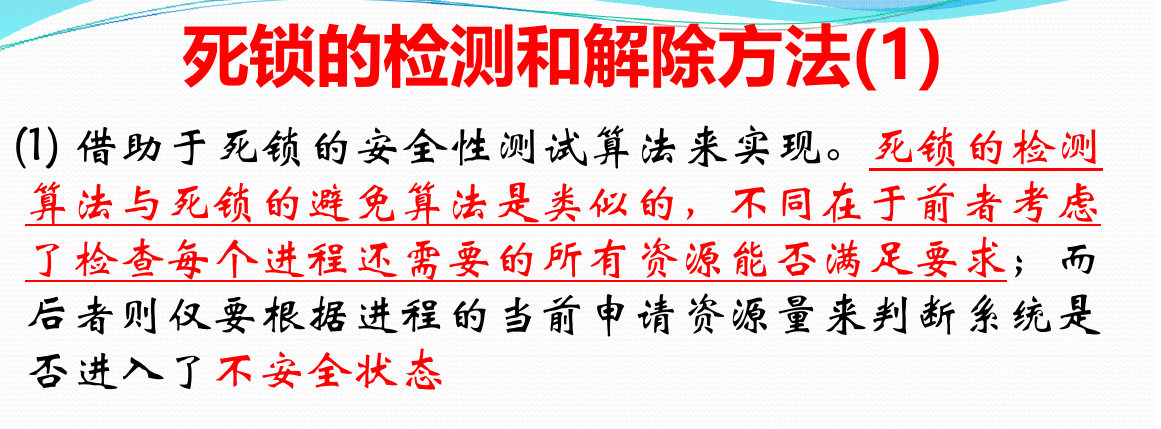 死锁的检测和解除方法(1)
(1) 借助于死锁的安全性测试算法来实现。死锁的检测
算法与死锁的避免算法是类似的，不同在于前者考虑
了检查每个进程还需要的所有资源能否满足要求；而
后者则仅要根据进程的当前申请资源量来判断系统是
否进入了不安全状态